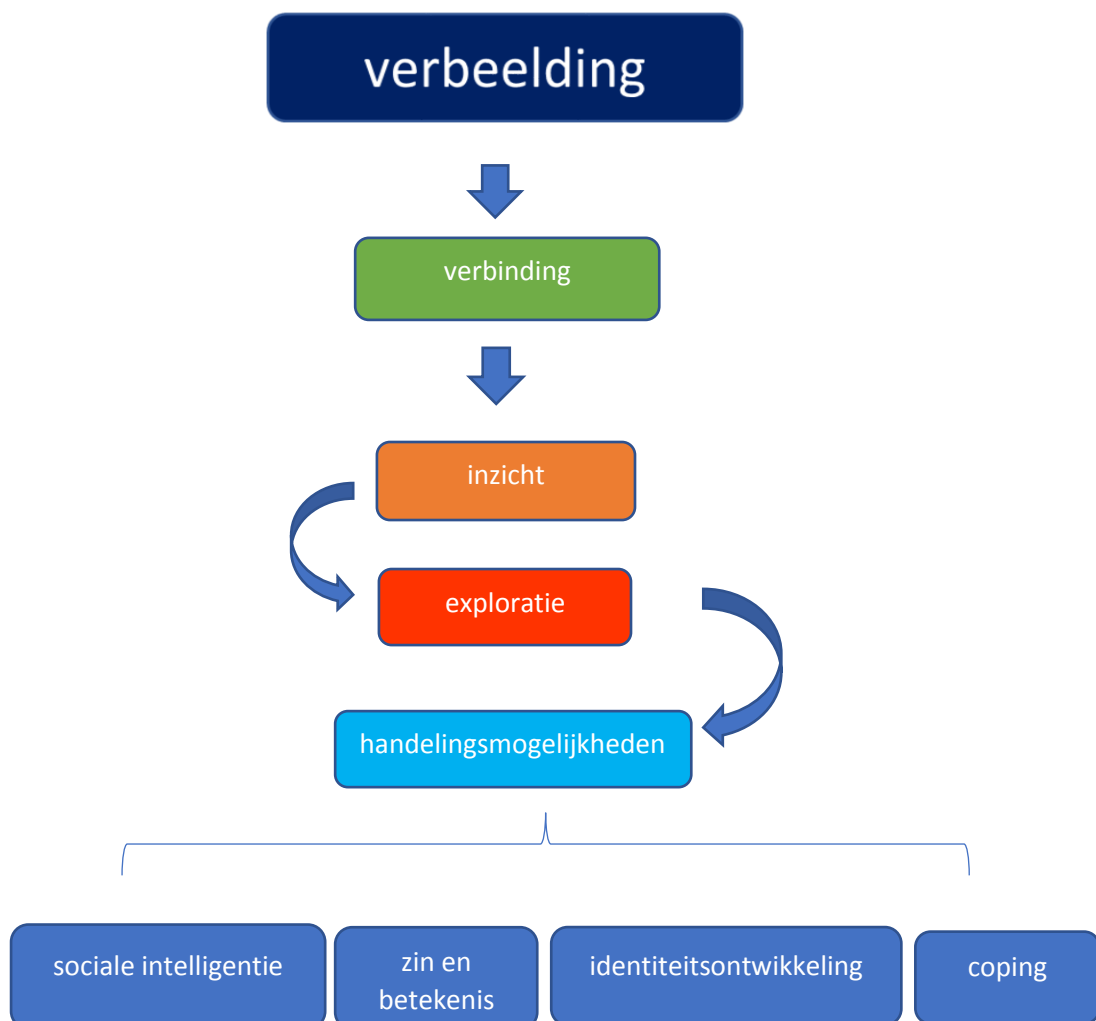 verbeelding
verbinding
inzicht
exploratie
handelingsmogelijkheden
sociale intelligentie
zin en
betekenis
identiteitsontwikkeling
coping